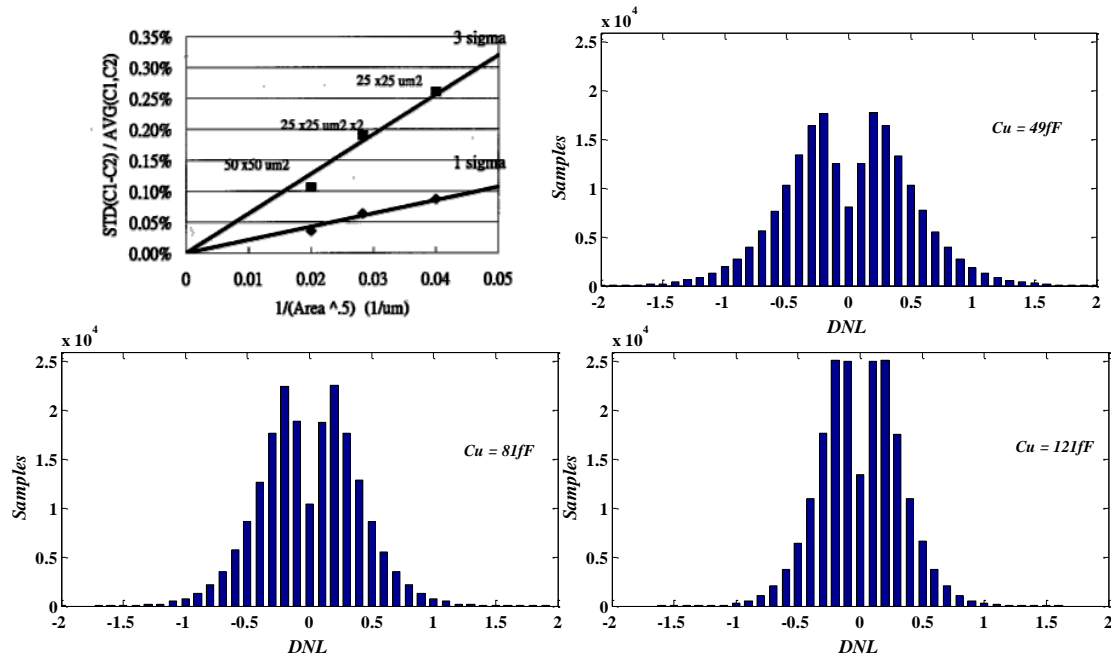 0.35%
3 sigma
0.30%
25 x25 um2
0.25%
0.20%
25 x25 um2 x2
0.15%
1 sigma
50 x50 um2
0.10%
0.05%
0.00%
0 0.01 0.02 0.03 0.04 0.05
1/(Area ^.5) (1/um)
STD(C1-C2) / AVG(C1,C2)
x 10^4
2.5
2
1.5
1
0.5
0
-2 -1.5 -1 -0.5 0 0.5 1 1.5 2
Samples
DNL
Cu = 49fF
x 10^4
2.5
2
1.5
1
0.5
0
-2 -1.5 -1 -0.5 0 0.5 1 1.5 2
Samples
DNL
Cu = 81fF
x 10^4
2.5
2
1.5
1
0.5
0
-2 -1.5 -1 -0.5 0 0.5 1 1.5 2
Samples
DNL
Cu = 121fF